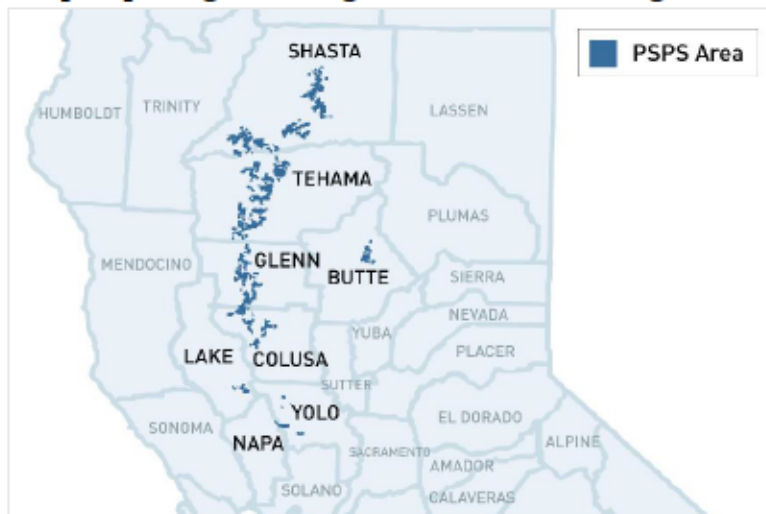 SHASTA
PSPS Area
HUMBOLDT
TRINITY
LASSEN
TEHAMA
PLUMAS
MENDOCINO
GLENN
BUTTE
SIERRA
NEVADA
YUBA
PLACER
LAKE
COLUSA
SUTTER
YOLO
EL DORADO
SONOMA
NAPA
ALPINE
SACRAMENTO
AMADOR
SOLANO
CALAVERAS